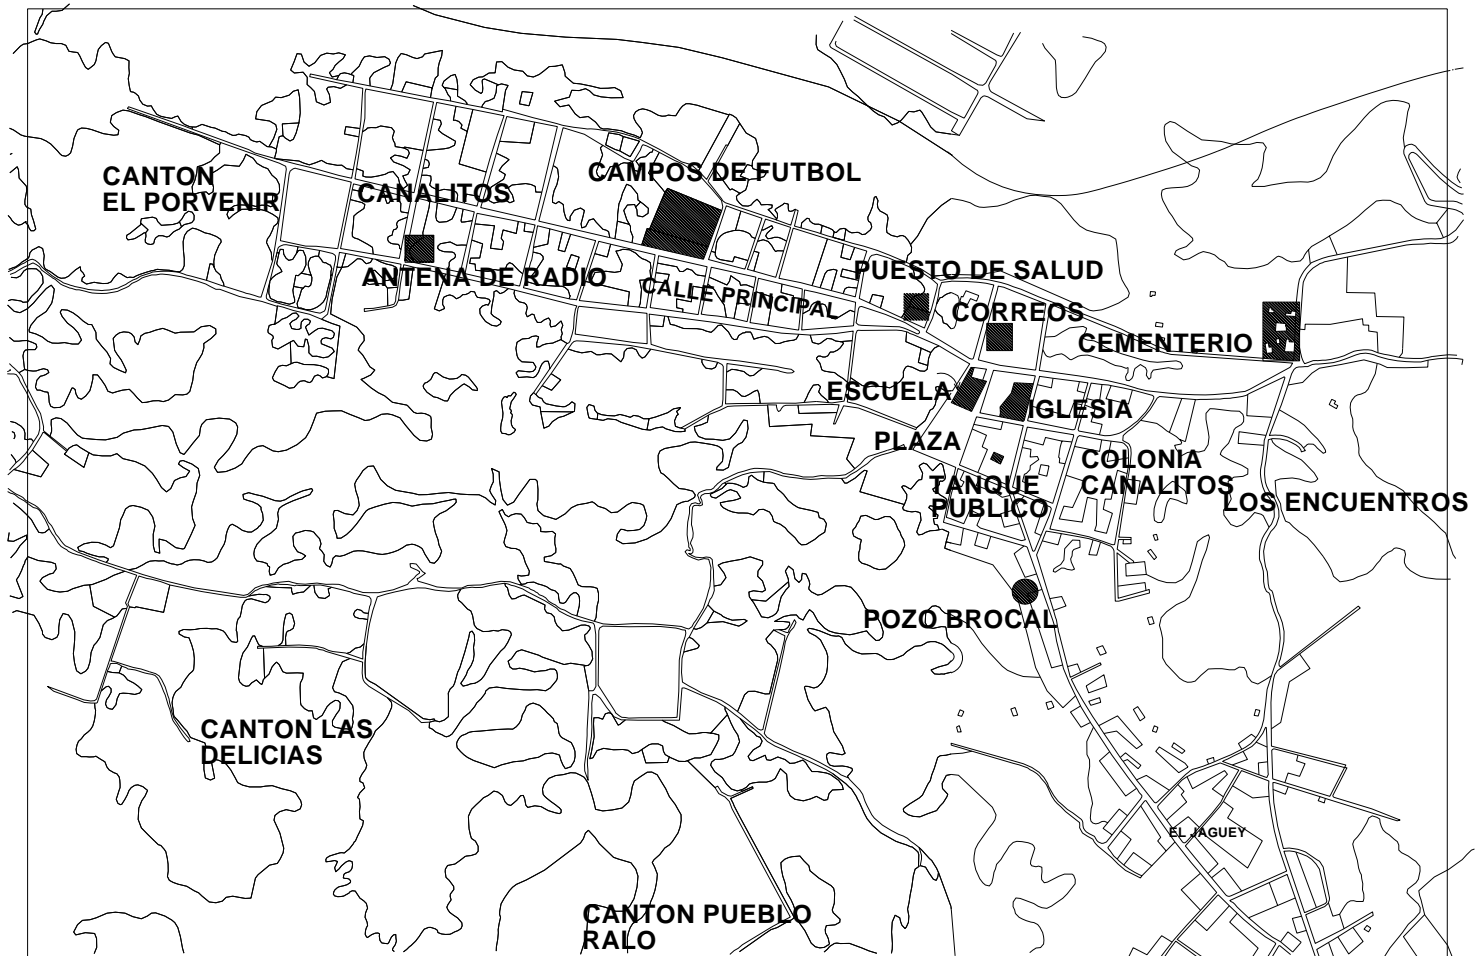 CANTON
EL PORVENIR
CANALITOS
CAMPOS DE FUTBOL
ANTENA DE RADIO
CALLE PRINCIPAL
PUESTO DE SALUD
CORREOS
CEMENTERIO
ESCUELA
IGLESIA
PLAZA
TANQUE
PUBLICO
COLONIA
CANALITOS
LOS ENCUENTROS
POZO BROCAL
CANTON LAS
DELICIAS
EL JAGUEY
CANTON PUEBLO
RALO